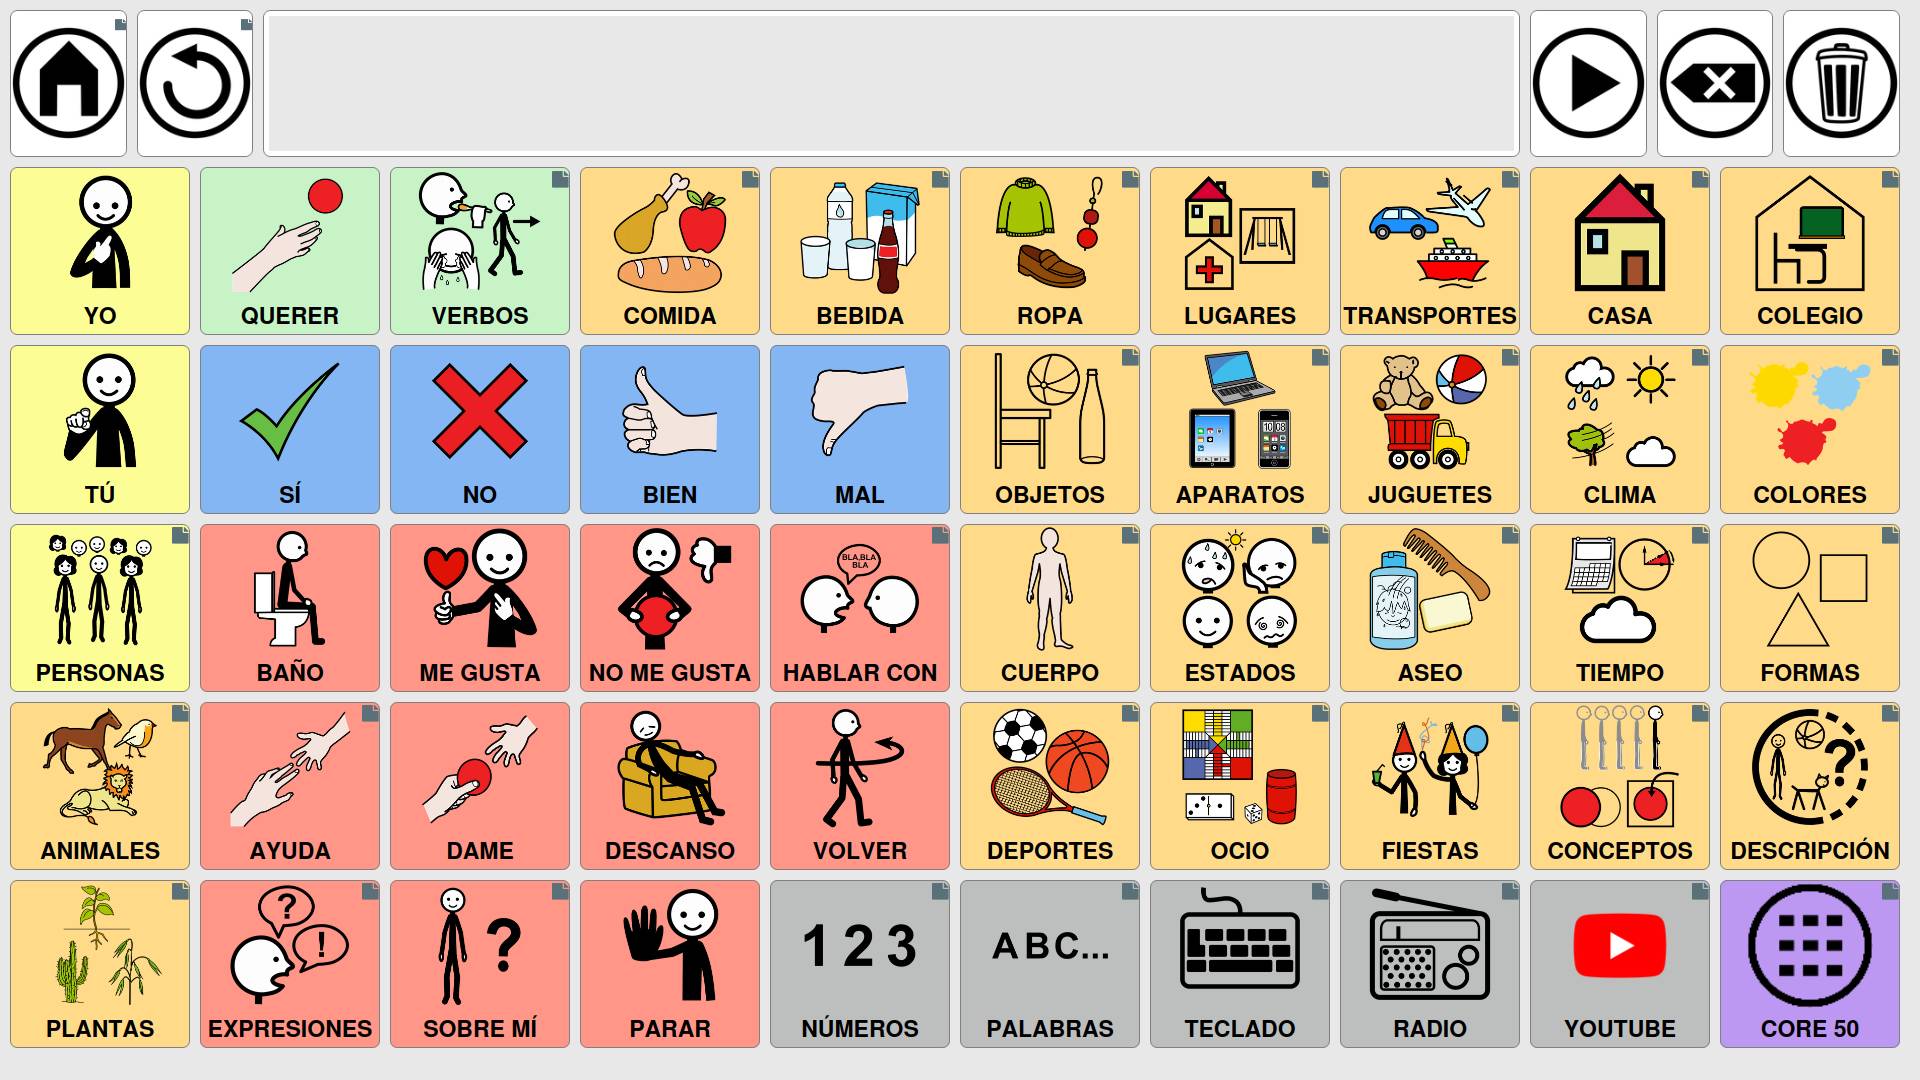 YO
QUERER
VERBOS
COMIDA
BEBIDA
ROPA
LUGARES
TRANSPORTES
CASA
COLEGIO
TÚ
SÍ
NO
BIEN
MAL
OBJETOS
10 08
APARATOS
JUGUETES
CLIMA
COLORES
PERSONAS
BAÑO
ME GUSTA
NO ME GUSTA
BLA,BLA
BLA
HABLAR CON
CUERPO
ESTADOS
ASEO
TIEMPO
FORMAS
ANIMALES
AYUDA
DAME
DESCANSO
VOLVER
DEPORTES
OCIO
FIESTAS
CONCEPTOS
?
DESCRIPCIÓN
PLANTAS
?
!
EXPRESIONES
?
SOBRE MÍ
PARAR
1 2 3
NÚMEROS
ABC...
PALABRAS
TECLADO
RADIO
YOUTUBE
CORE 50